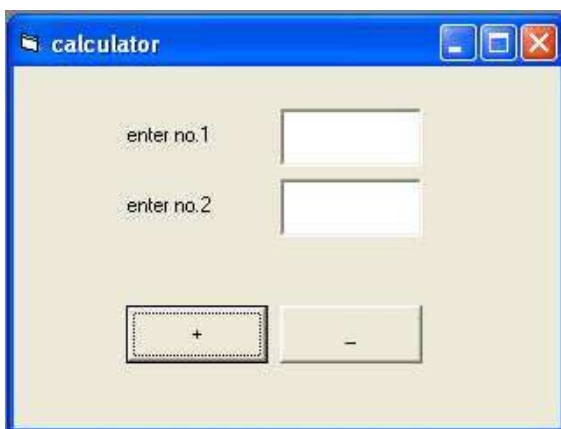 calculator
enter no.1
enter no.2
+ _